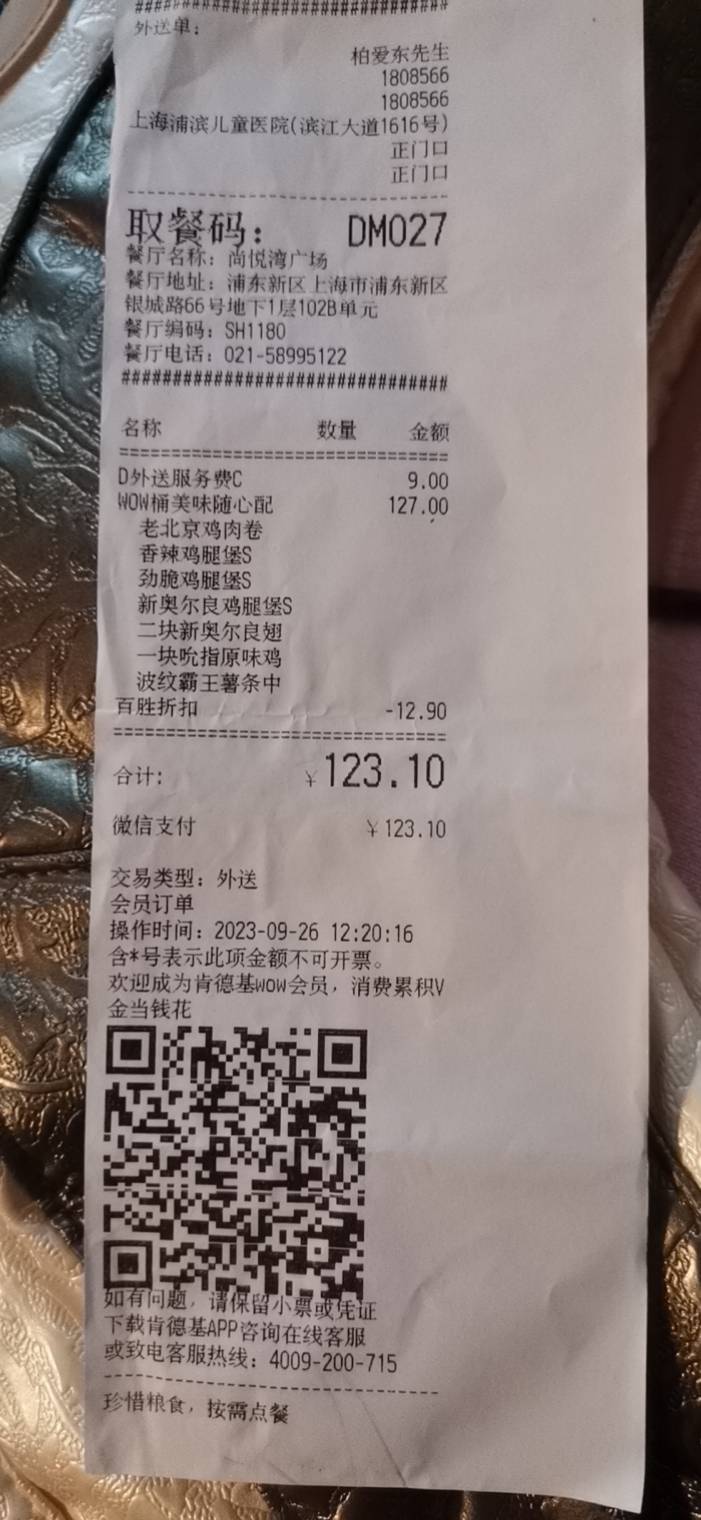 ################################
外送单：
柏爱东先生
1808566
1808566
上海浦滨儿童医院(滨江大道1616号)
正门口
正门口
--------------------------------
取餐码： DM027
餐厅名称：尚悦湾广场
餐厅地址：浦东新区上海市浦东新区
银城路66号地下1层102B单元
餐厅编码：SH1180
餐厅电话：021-58995122
################################
名称 数量 金额
================================
D外送服务费C 9.00
WOW桶美味随心配 127.00
老北京鸡肉卷
香辣鸡腿堡S
劲脆鸡腿堡S
新奥尔良鸡腿堡S
二块新奥尔良翅
一块吮指原味鸡
波纹霸王薯条中
百胜折扣 -12.90
================================
合计: ￥123.10
微信支付 ￥123.10
交易类型：外送
会员订单
操作时间：2023-09-26 12:20:16
含*号表示此项金额不可开票。
欢迎成为肯德基wow会员，消费累积V
金当钱花
如有问题，请保留小票或凭证
下载肯德基APP咨询在线客服
或致电客服热线：4009-200-715
--------------------------------
珍惜粮食，按需点餐